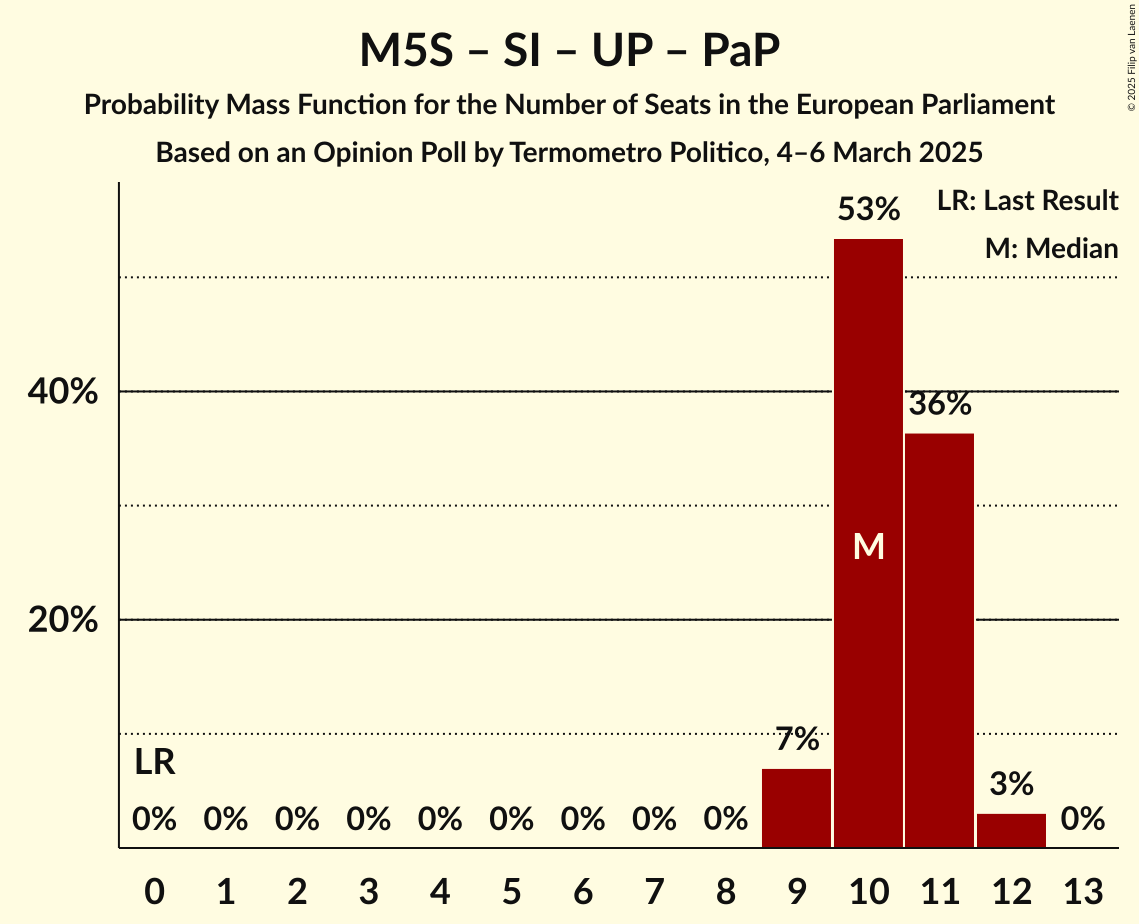 M5S – SI – UP – PaP
Probability Mass Function for the Number of Seats in the European Parliament
Based on an Opinion Poll by Termometro Politico, 4–6 March 2025
© 2025 Filip van Laenen
LR: Last Result
M: Median
53%
40%
36%
M
20%
7%
LR
3%
0% 0% 0% 0% 0% 0% 0% 0% 0% 0%
0 1 2 3 4 5 6 7 8 9 10 11 12 13